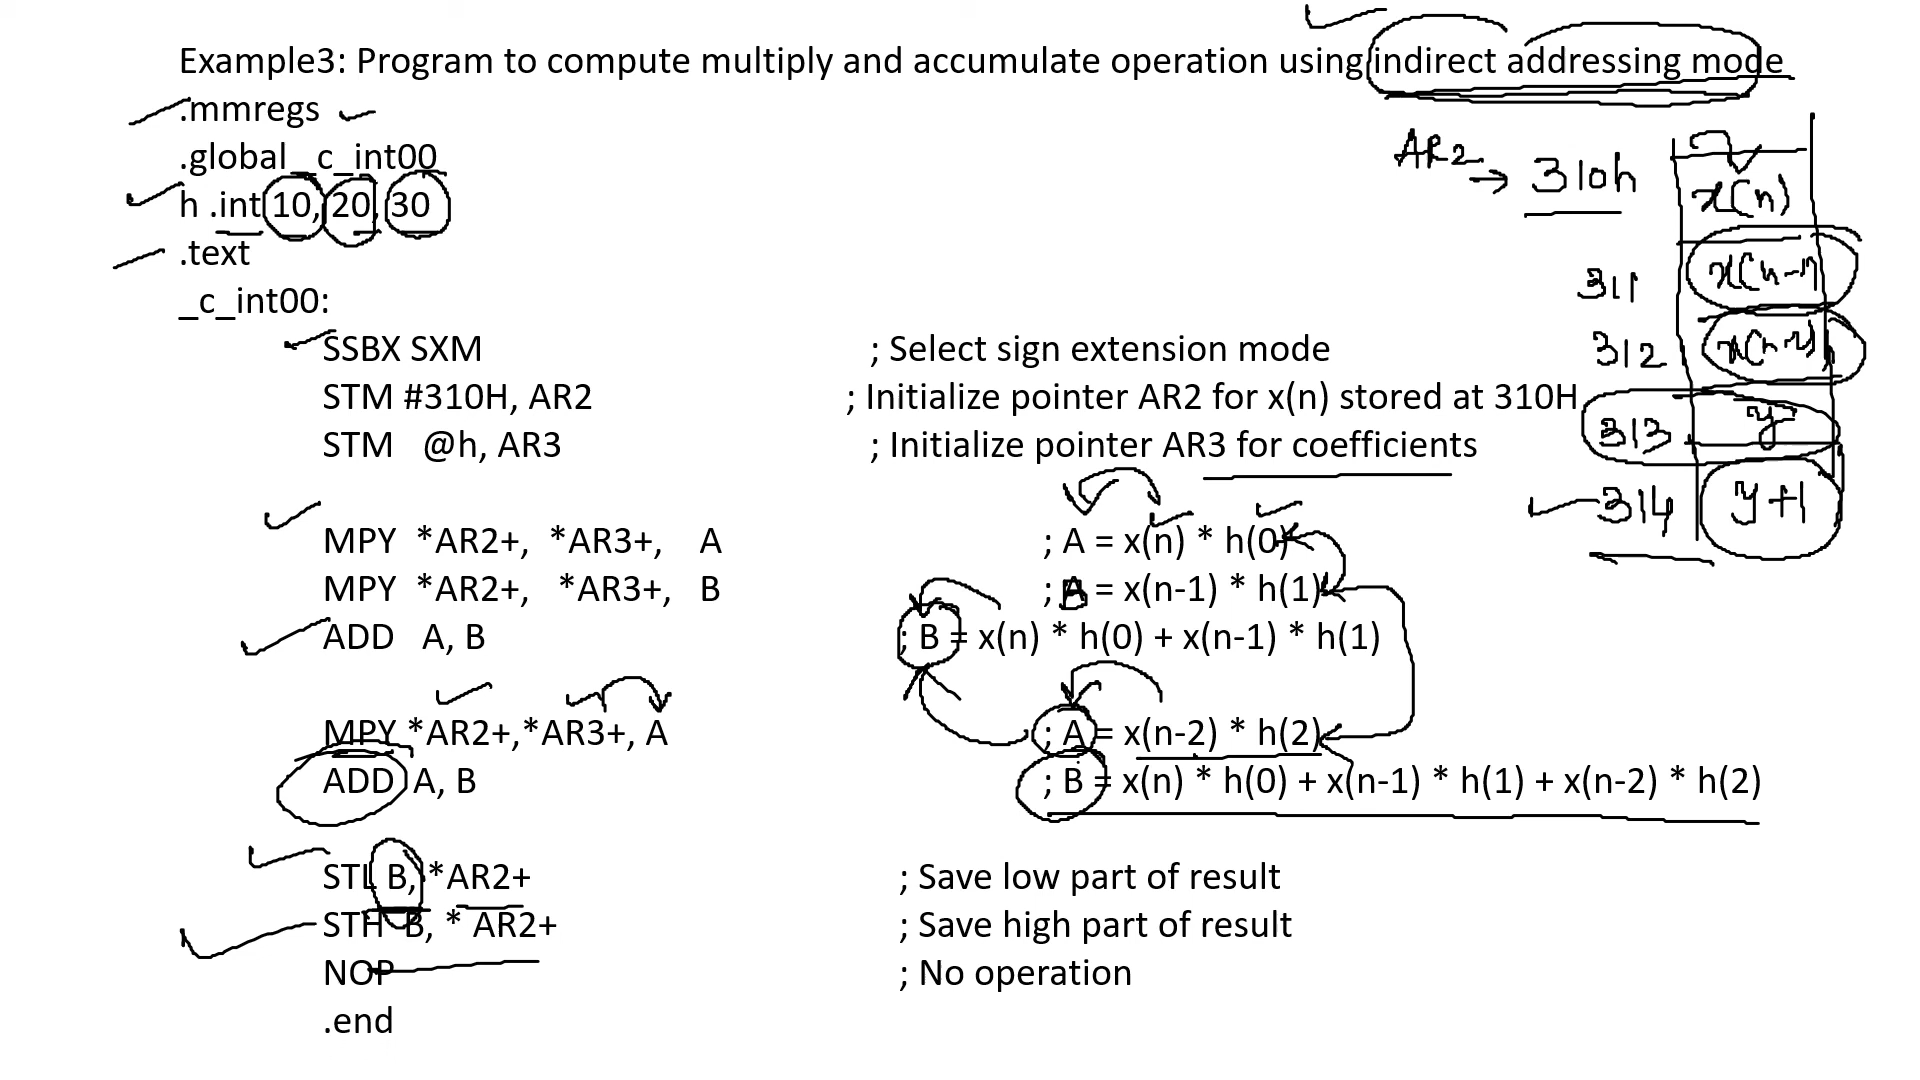 Example3: Program to compute multiply and accumulate operation using indirect addressing mode
.mmregs
.global _c_int00
h .int 10, 20, 30
.text
_c_int00:
SSBX SXM ; Select sign extension mode
STM #310H, AR2 ; Initialize pointer AR2 for x(n) stored at 310H
STM @h, AR3 ; Initialize pointer AR3 for coefficients
MPY *AR2+, *AR3+, A ; A = x(n) * h(0)
MPY *AR2+, *AR3+, B ; B = x(n-1) * h(1)
ADD A, B ; B = x(n) * h(0) + x(n-1) * h(1)
MPY *AR2+,*AR3+, A ; A = x(n-2) * h(2)
ADD A, B ; B = x(n) * h(0) + x(n-1) * h(1) + x(n-2) * h(2)
STL B, *AR2+ ; Save low part of result
STH B, * AR2+ ; Save high part of result
NOP ; No operation
.end
AR2 → 310h x(n)
311 x(n-1)
312 x(n-2)
313 y
314 y+1